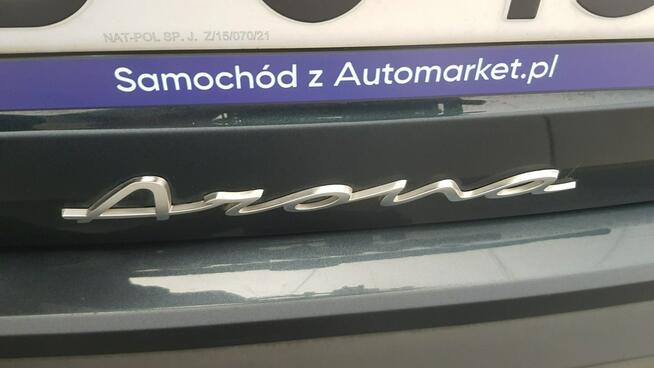 NAT-POL SP. J. Z/15/070/21
Samochód z Automarket.pl
Arona